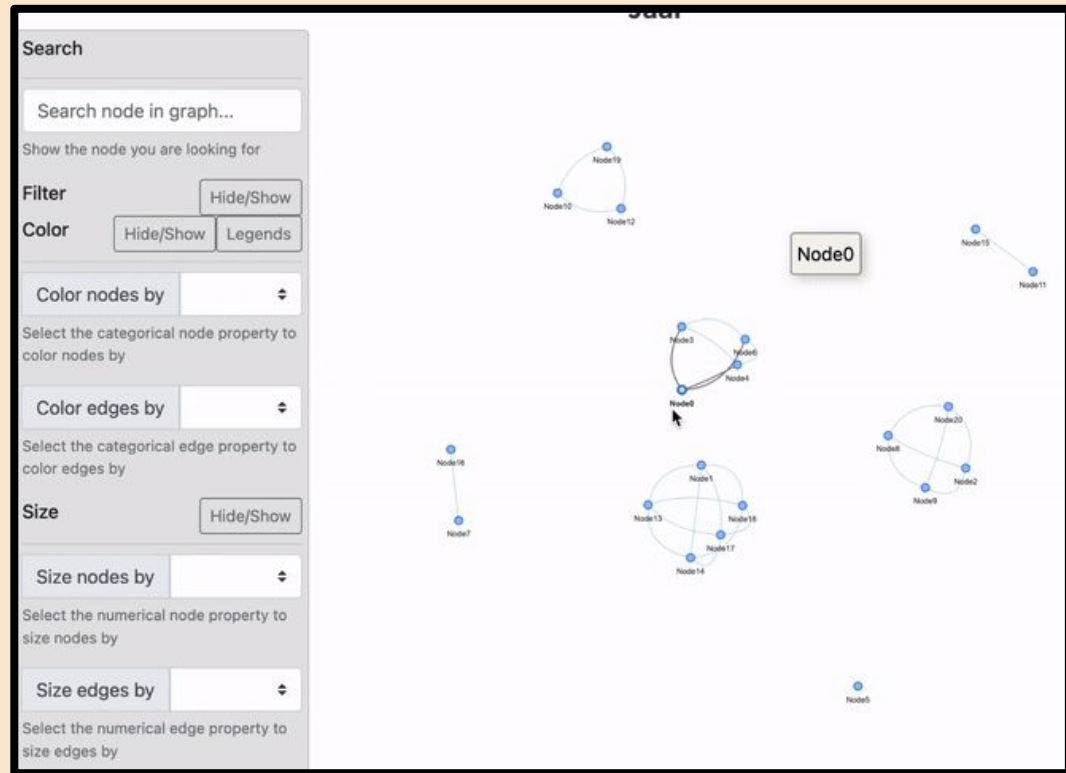 Search
Search node in graph...
Show the node you are looking for
Filter
Hide/Show
Color
Hide/Show
Legends
Color nodes by
Select the categorical node property to
color nodes by
Color edges by
Select the categorical edge property to
color edges by
Size
Hide/Show
Size nodes by
Select the numerical node property to
size nodes by
Size edges by
Select the numerical edge property to
size edges by
Node19
Node10
Node12
Node15
Node0
Node11
Node3
Node6
Node4
Node0
Node20
Node8
Node2
Node9
Node16
Node7
Node1
Node13
Node17
Node14
Node5